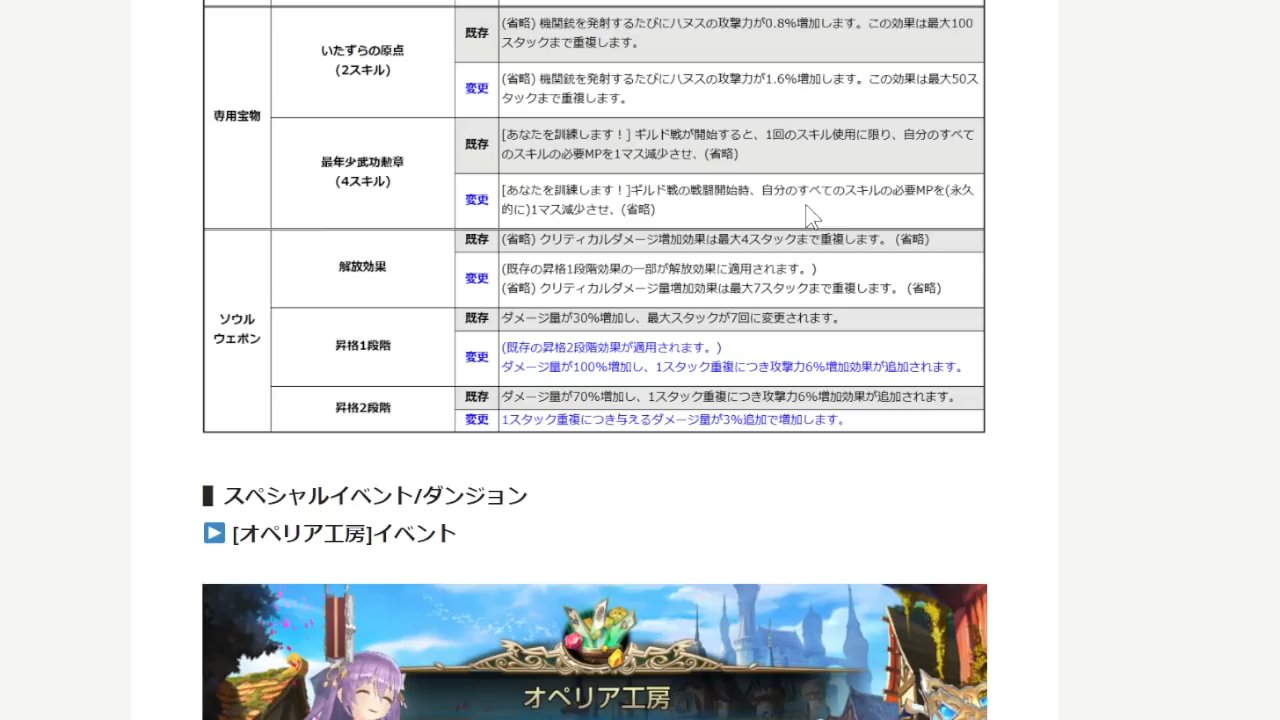 専用宝物
いたずらの原点
(2スキル)
既存
(省略) 機関銃を発射するたびにハヌスの攻撃力が0.8%増加します。この効果は最大100
スタックまで重複します。
変更
(省略) 機関銃を発射するたびにハヌスの攻撃力が1.6%増加します。この効果は最大50ス
タックまで重複します。
最年少武功勲章
(4スキル)
既存
[あなたを訓練します！] ギルド戦が開始すると、1回のスキル使用に限り、自分のすべて
のスキルの必要MPを1マス減少させ、(省略)
変更
[あなたを訓練します！]ギルド戦の戦闘開始時、自分のすべてのスキルの必要MPを(永久
的に)1マス減少させ、(省略)
ソウル
ウェポン
解放効果
既存
(省略) クリティカルダメージ増加効果は最大4スタックまで重複します。 (省略)
変更
(既存の昇格1段階効果の一部が解放効果に適用されます。)
(省略) クリティカルダメージ量増加効果は最大7スタックまで重複します。 (省略)
昇格1段階
既存
ダメージ量が30%増加し、最大スタックが7回に変更されます。
変更
(既存の昇格2段階効果が適用されます。)
ダメージ量が100%増加し、1スタック重複につき攻撃力6%増加効果が追加されます。
昇格2段階
既存
ダメージ量が70%増加し、1スタック重複につき攻撃力6%増加効果が追加されます。
変更
1スタック重複につき与えるダメージ量が3%追加で増加します。
スペシャルイベント/ダンジョン
[オペリア工房]イベント
オペリア工房